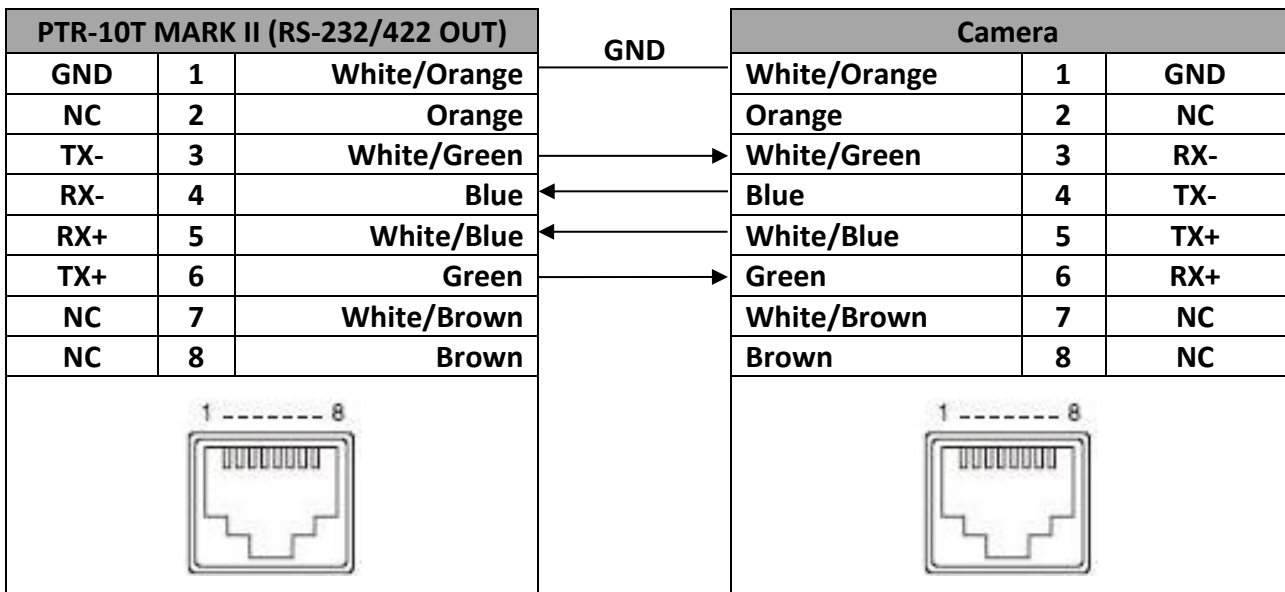 PTR-10T MARK II (RS-232/422 OUT) GND Camera
GND 1 White/Orange White/Orange 1 GND
NC 2 Orange Orange 2 NC
TX- 3 White/Green White/Green 3 RX-
RX- 4 Blue Blue 4 TX-
RX+ 5 White/Blue White/Blue 5 TX+
TX+ 6 Green Green 6 RX+
NC 7 White/Brown White/Brown 7 NC
NC 8 Brown Brown 8 NC
1 ------- 8 1 ------- 8